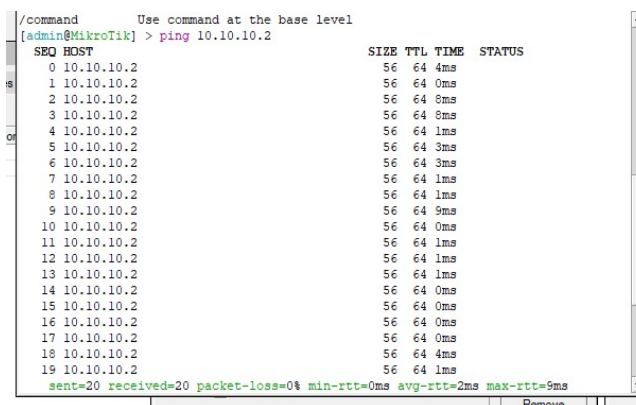 /command Use command at the base level
[admin@MikroTik] > ping 10.10.10.2
SEQ HOST SIZE TTL TIME STATUS
0 10.10.10.2 56 64 4ms
1 10.10.10.2 56 64 0ms
2 10.10.10.2 56 64 8ms
3 10.10.10.2 56 64 8ms
4 10.10.10.2 56 64 1ms
5 10.10.10.2 56 64 3ms
6 10.10.10.2 56 64 3ms
7 10.10.10.2 56 64 1ms
8 10.10.10.2 56 64 1ms
9 10.10.10.2 56 64 9ms
10 10.10.10.2 56 64 0ms
11 10.10.10.2 56 64 1ms
12 10.10.10.2 56 64 1ms
13 10.10.10.2 56 64 1ms
14 10.10.10.2 56 64 0ms
15 10.10.10.2 56 64 0ms
16 10.10.10.2 56 64 0ms
17 10.10.10.2 56 64 0ms
18 10.10.10.2 56 64 4ms
19 10.10.10.2 56 64 1ms
sent=20 received=20 packet-loss=0% min-rtt=0ms avg-rtt=2ms max-rtt=9ms
Remove